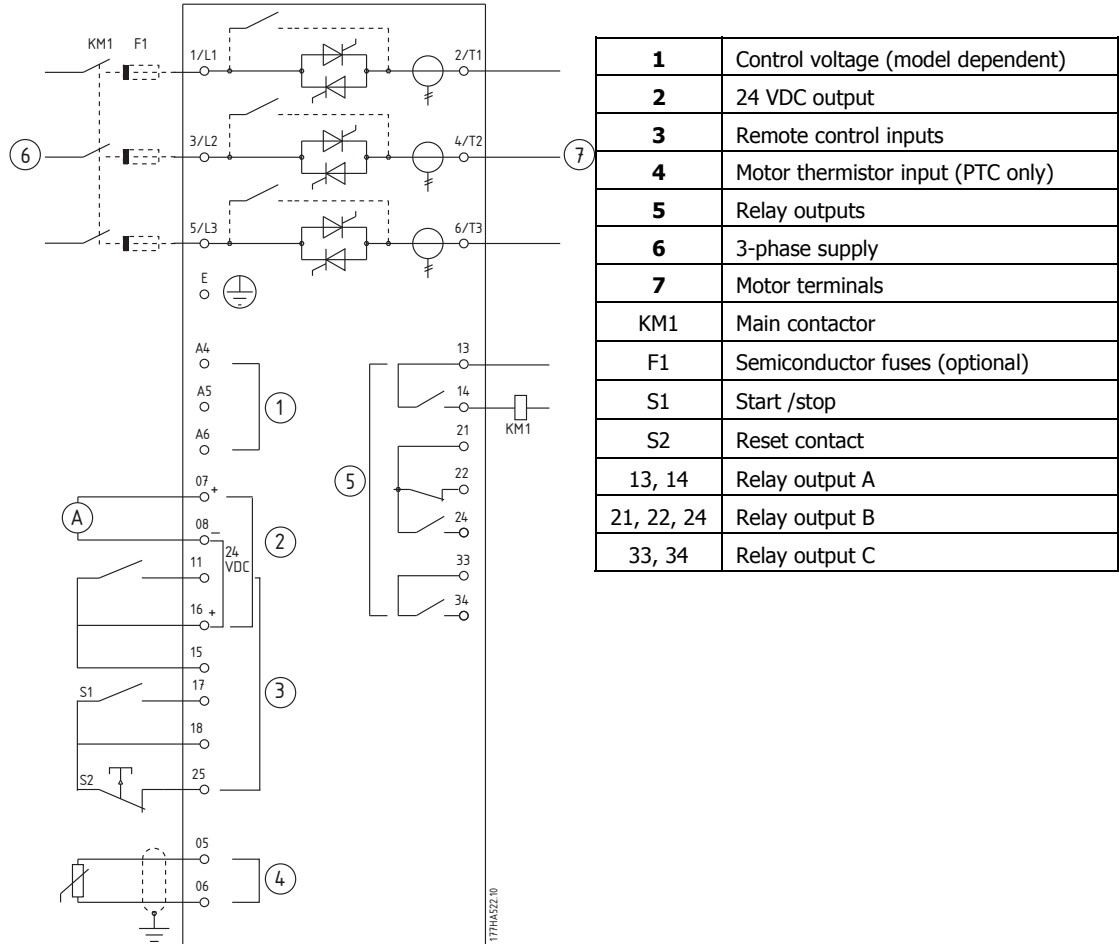 KM1 F1
1/L1 2/T1
3/L2 4/T2
6 7
5/L3 6/T3
E
A4
A5
A6
1
07 +
A
08 –
24
VDC
2
11
16 +
15
S1 17
3
18
S2 25
05
06
4
13
14
KM1
21
22
5
24
33
34
177HA522.10
1 Control voltage (model dependent)
2 24 VDC output
3 Remote control inputs
4 Motor thermistor input (PTC only)
5 Relay outputs
6 3-phase supply
7 Motor terminals
KM1 Main contactor
F1 Semiconductor fuses (optional)
S1 Start /stop
S2 Reset contact
13, 14 Relay output A
21, 22, 24 Relay output B
33, 34 Relay output C